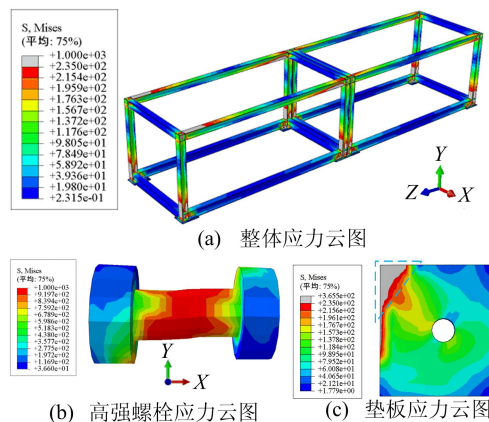 S, Mises
(平均: 75%)
+1.000e+03
+2.350e+02
+2.154e+02
+1.959e+02
+1.763e+02
+1.567e+02
+1.372e+02
+1.176e+02
+9.805e+01
+7.849e+01
+5.892e+01
+3.936e+01
+1.980e+01
+2.315e-01
Y
Z
X
(a) 整体应力云图
(b)
S, Mises
(平均: 75%)
+1.000e+03
+9.197e+02
+8.394e+02
+7.592e+02
+6.789e+02
+5.986e+02
+5.183e+02
+4.380e+02
+3.577e+02
+2.775e+02
+1.972e+02
+1.169e+02
+3.660e+01
Y
X
高强螺栓应力云图
S, Mises
(平均: 75%)
+3.655e+02
+2.350e+02
+2.156e+02
+1.961e+02
+1.767e+02
+1.573e+02
+1.378e+02
+1.184e+02
+9.895e+01
+7.952e+01
+6.008e+01
+4.065e+01
+2.121e+01
+1.779e+00
(c) 垫板应力云图